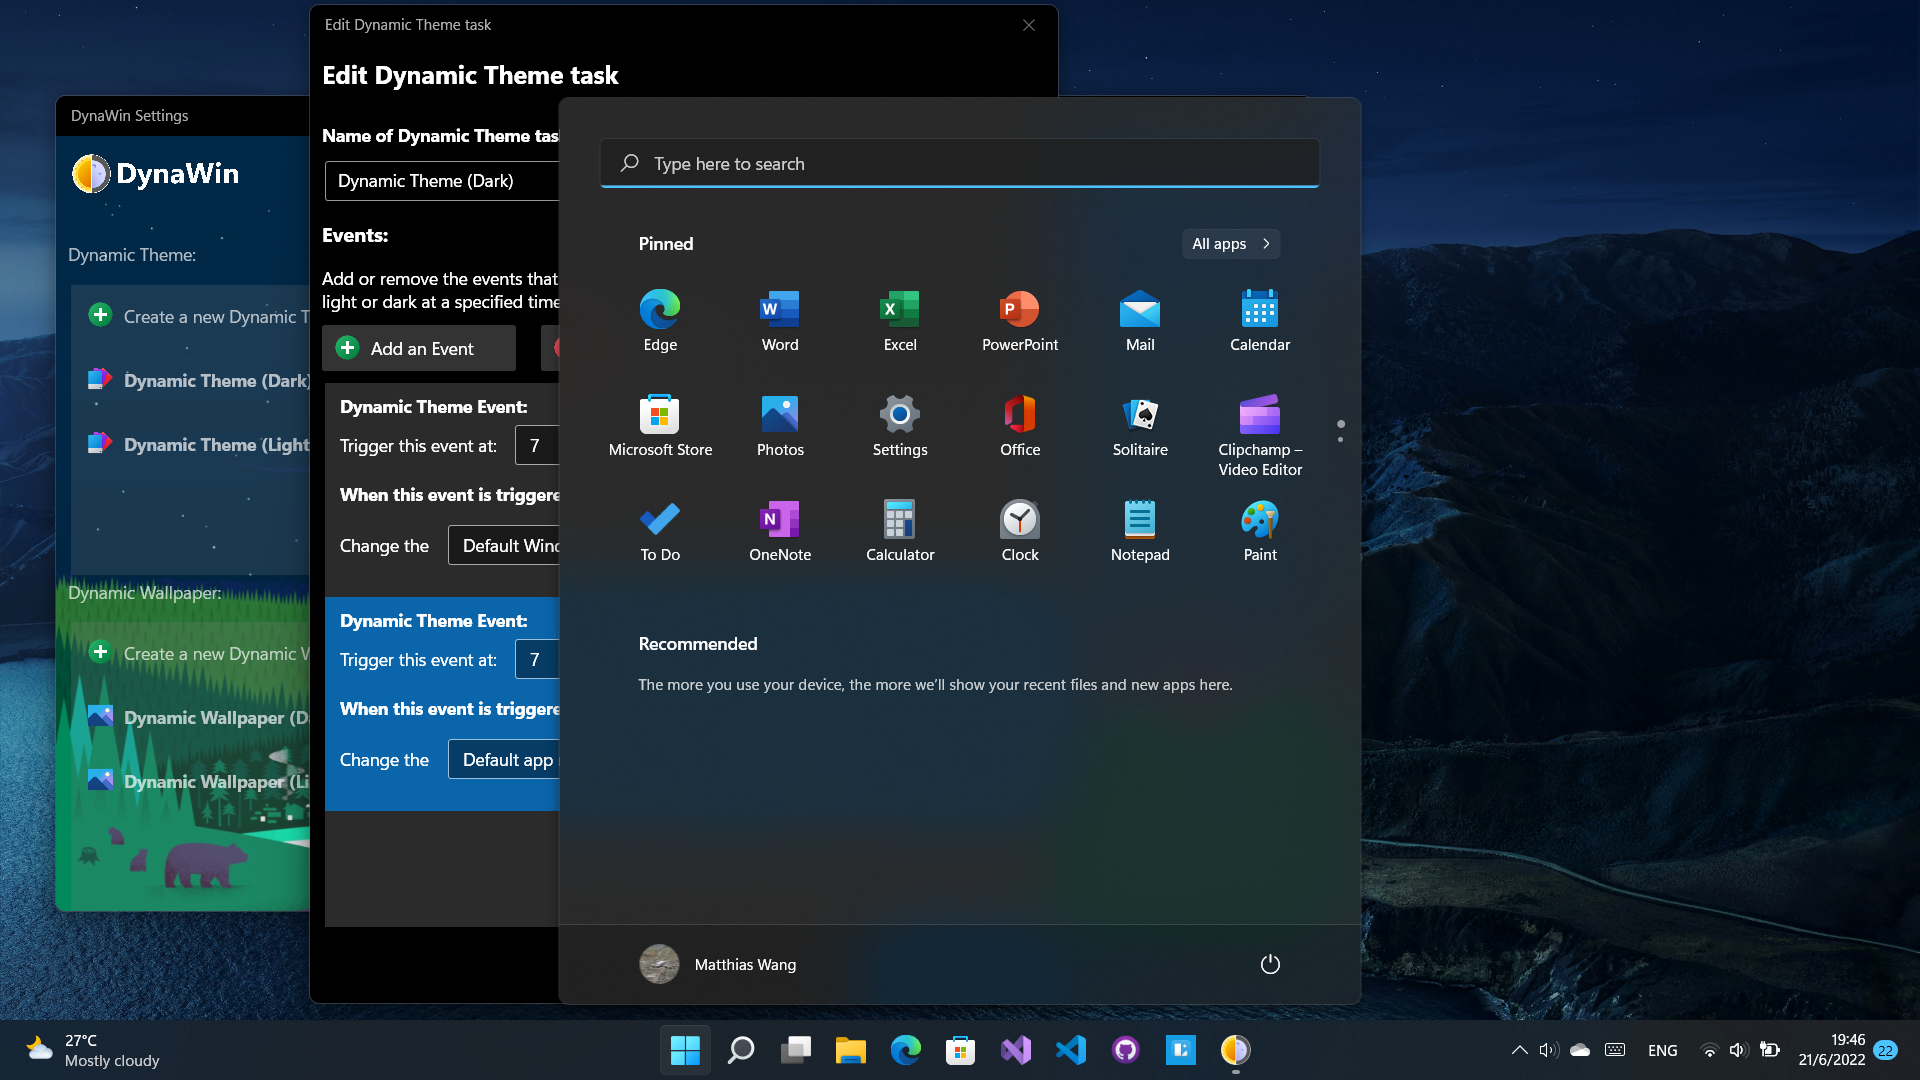 Edit Dynamic Theme task
Edit Dynamic Theme task
Name of Dynamic Theme tas
Dynamic Theme (Dark)
Events:
Add or remove the events that
light or dark at a specified time
Add an Event
Dynamic Theme Event:
Trigger this event at: 7
When this event is triggere
Change the Default Winc
Dynamic Theme Event:
Trigger this event at: 7
When this event is triggere
Change the Default app
DynaWin Settings
DynaWin
Dynamic Theme:
Create a new Dynamic T
Dynamic Theme (Dark)
Dynamic Theme (Light
Dynamic Wallpaper:
Create a new Dynamic W
Dynamic Wallpaper (Da
Dynamic Wallpaper (Li
Type here to search
Pinned
All apps
Edge
Word
Excel
PowerPoint
Mail
Calendar
Microsoft Store
Photos
Settings
Office
Solitaire
Clipchamp –
Video Editor
To Do
OneNote
Calculator
Clock
Notepad
Paint
Recommended
The more you use your device, the more we'll show your recent files and new apps here.
Matthias Wang
27°C
Mostly cloudy
ENG
19:46
21/6/2022
22